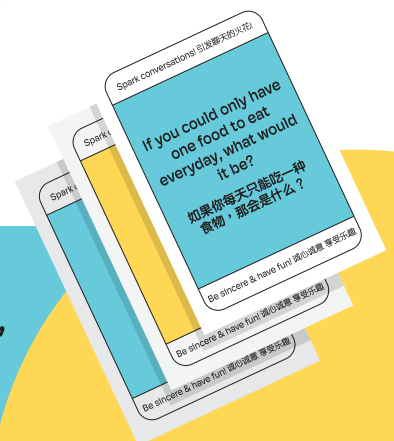 Spark conversations! 引发聊天的火花!
If you could only have
one food to eat
everyday, what would
it be?
如果你每天只能吃一种
食物，那会是什么？
Be sincere & have fun! 诚心诚意 享受乐趣
Spark
Be sincere & have fun! 诚心诚意 享受乐趣
Spark
Be sincere & have fun! 诚心诚意 享受乐趣